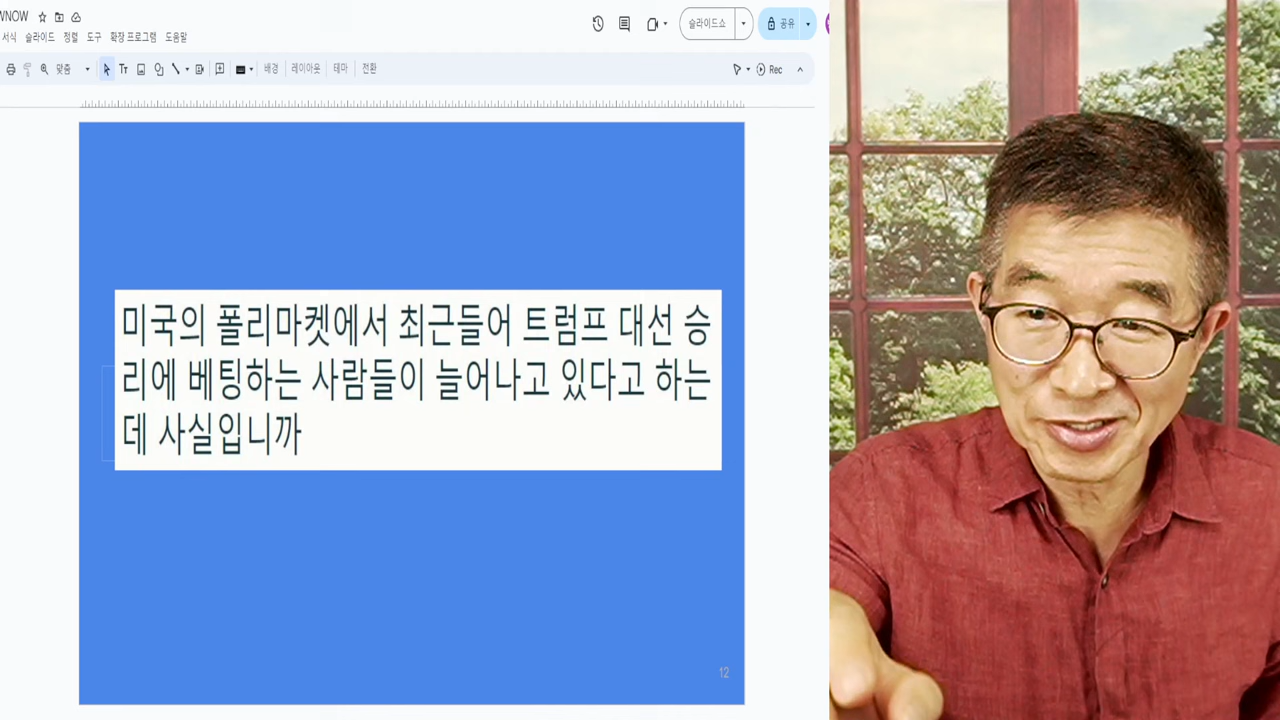 WNOW
서식 슬라이드 정렬 도구 확장 프로그램 도움말
슬라이드쇼
공유
맞춤
Tт
배경 레이아웃 테마 전환
Rec
미국의 폴리마켓에서 최근들어 트럼프 대선 승
리에 베팅하는 사람들이 늘어나고 있다고 하는
데 사실입니까
12